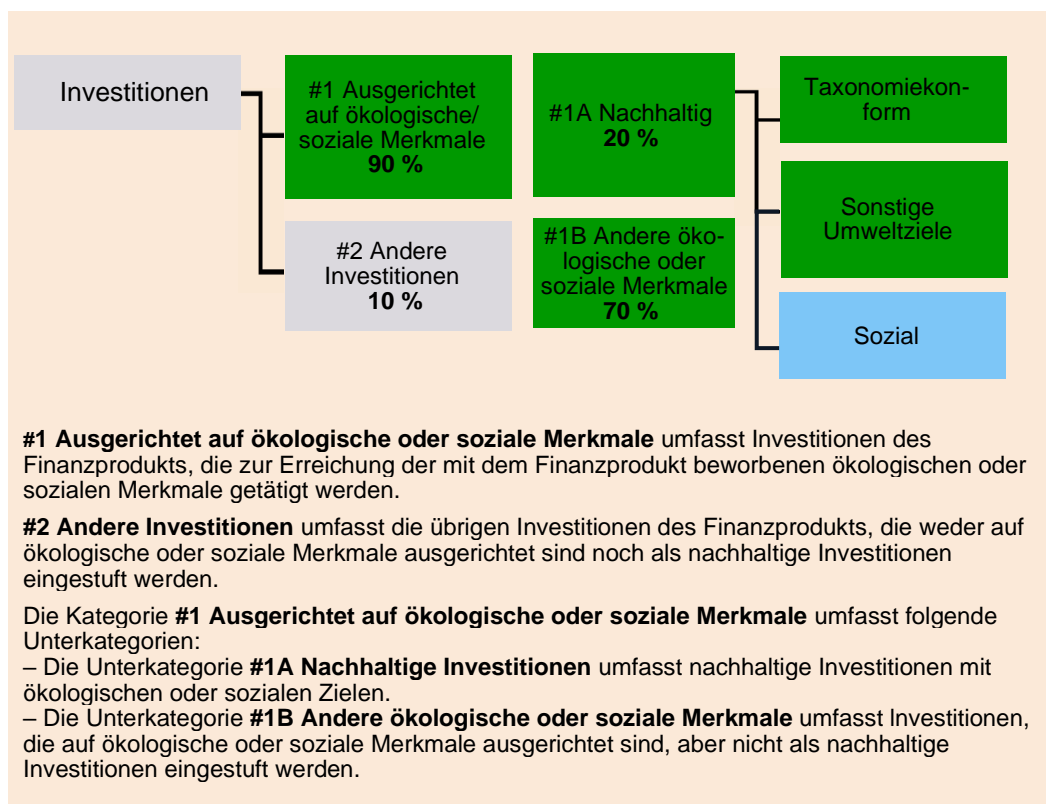 Investitionen
#1 Ausgerichtet
auf ökologische/
soziale Merkmale
90 %
#2 Andere
Investitionen
10 %
#1A Nachhaltig
20 %
#1B Andere öko-
logische oder
soziale Merkmale
70 %
Taxonomiekon-
form
Sonstige
Umweltziele
Sozial
#1 Ausgerichtet auf ökologische oder soziale Merkmale umfasst Investitionen des
Finanzprodukts, die zur Erreichung der mit dem Finanzprodukt beworbenen ökologischen oder
sozialen Merkmale getätigt werden.
#2 Andere Investitionen umfasst die übrigen Investitionen des Finanzprodukts, die weder auf
ökologische oder soziale Merkmale ausgerichtet sind noch als nachhaltige Investitionen
eingestuft werden.
Die Kategorie #1 Ausgerichtet auf ökologische oder soziale Merkmale umfasst folgende
Unterkategorien:
– Die Unterkategorie #1A Nachhaltige Investitionen umfasst nachhaltige Investitionen mit
ökologischen oder sozialen Zielen.
– Die Unterkategorie #1B Andere ökologische oder soziale Merkmale umfasst Investitionen,
die auf ökologische oder soziale Merkmale ausgerichtet sind, aber nicht als nachhaltige
Investitionen eingestuft werden.